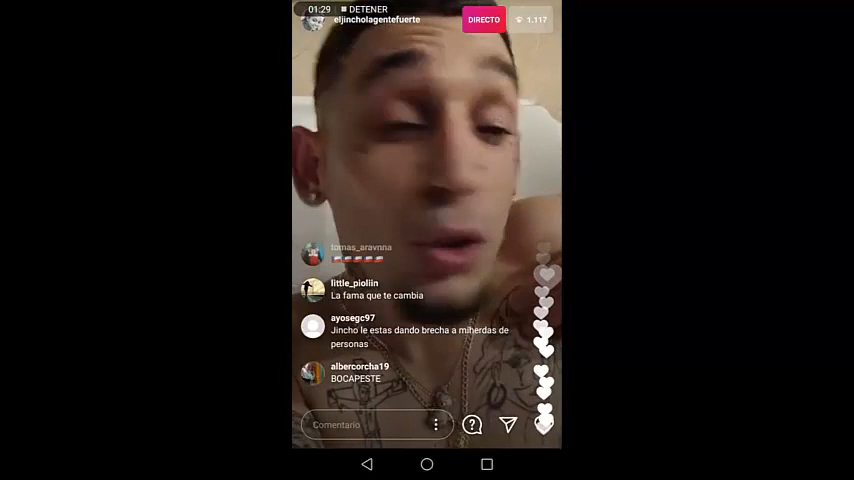 01:29 DETENER
eljincholagentefuerte
DIRECTO
1.117
tomas_aravnna
little_pioliin
La fama que te cambia
ayosegc97
Jincho le estas dando brecha a miherdas de
personas
albercorcha19
BOCAPESTE
Comentario